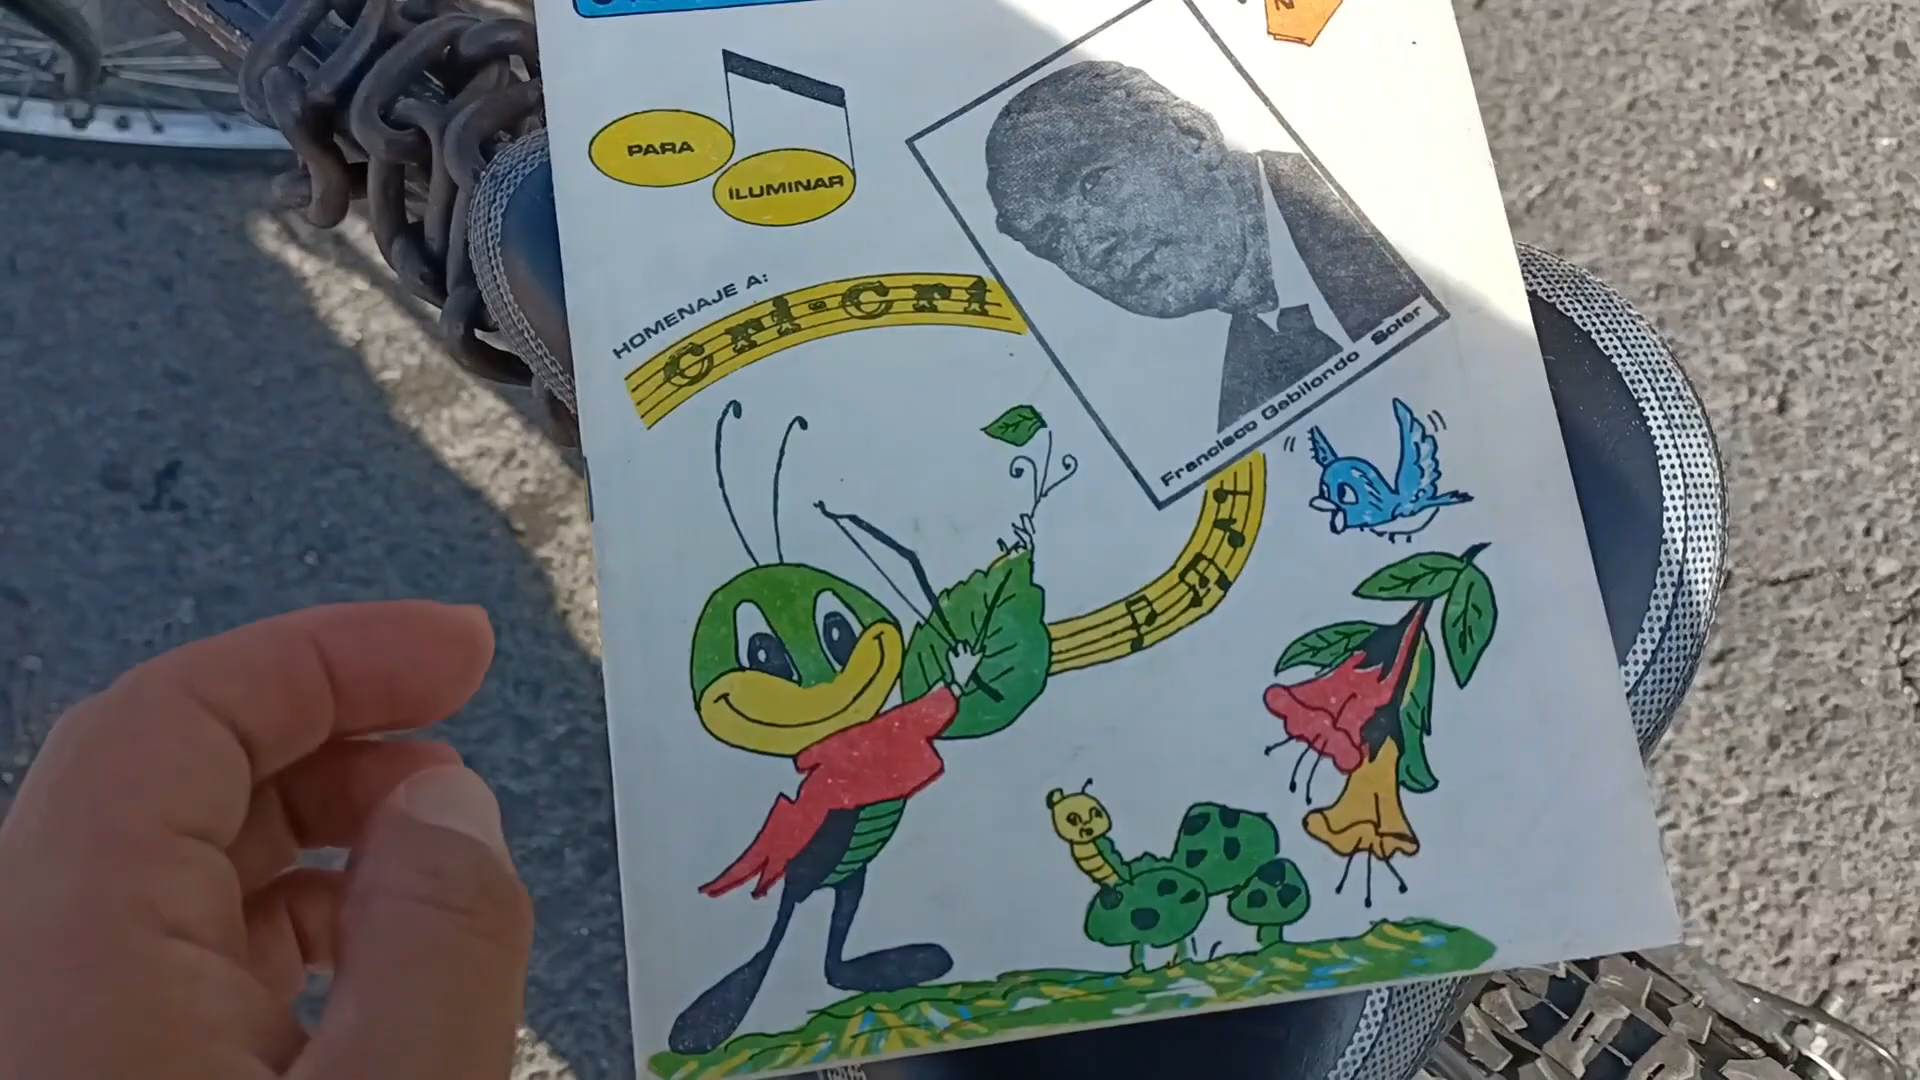 PARA
ILUMINAR
HOMENAJE A:
Cri-Cri
Francisco Gabilondo Soler